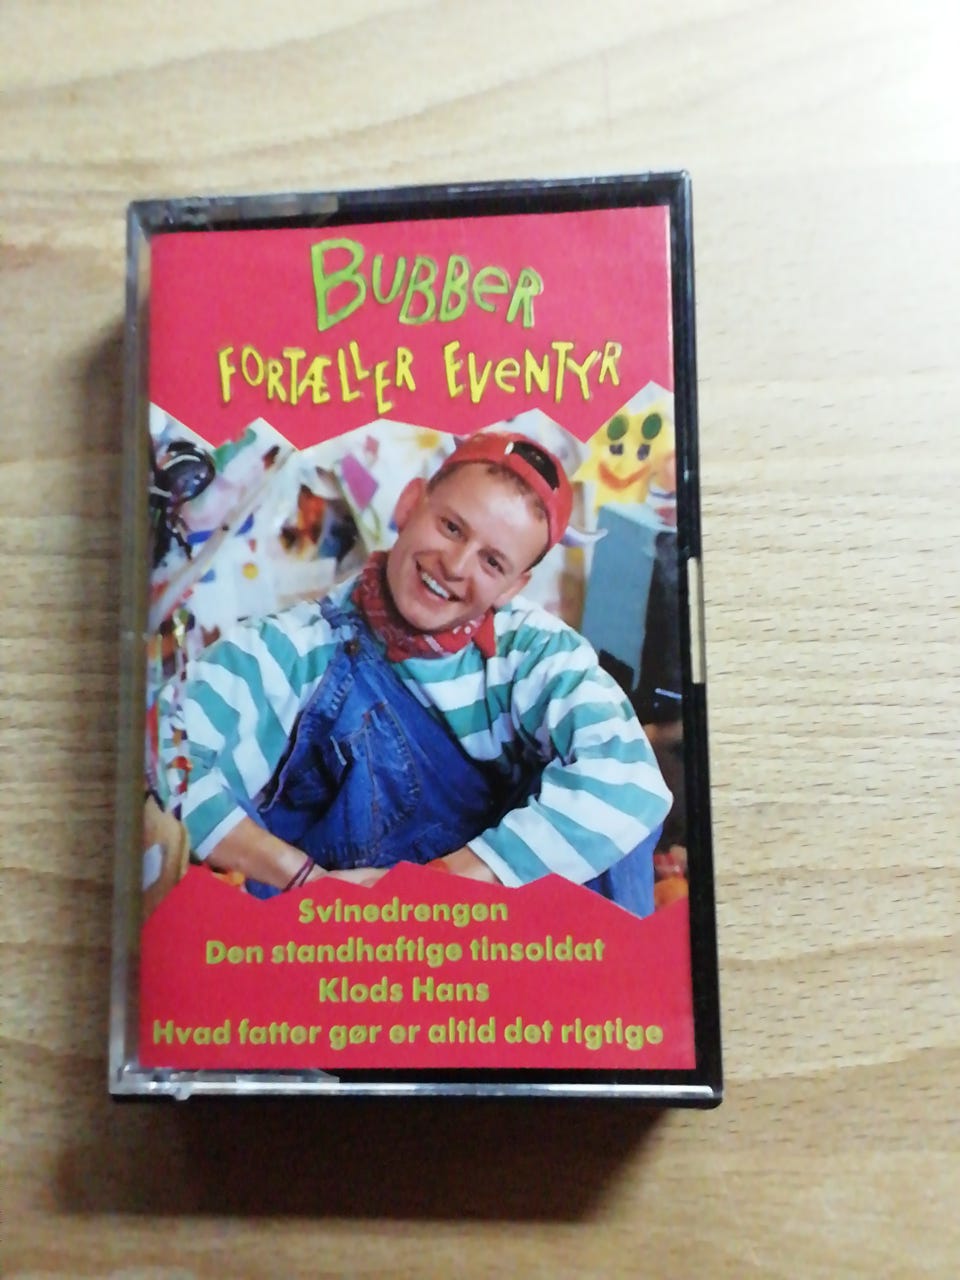 BUBBER
FORTÆLLER EVENTYR
Svinedrengen
Den standhaftige tinsoldat
Klods Hans
Hvad fatter gør er altid det rigtige